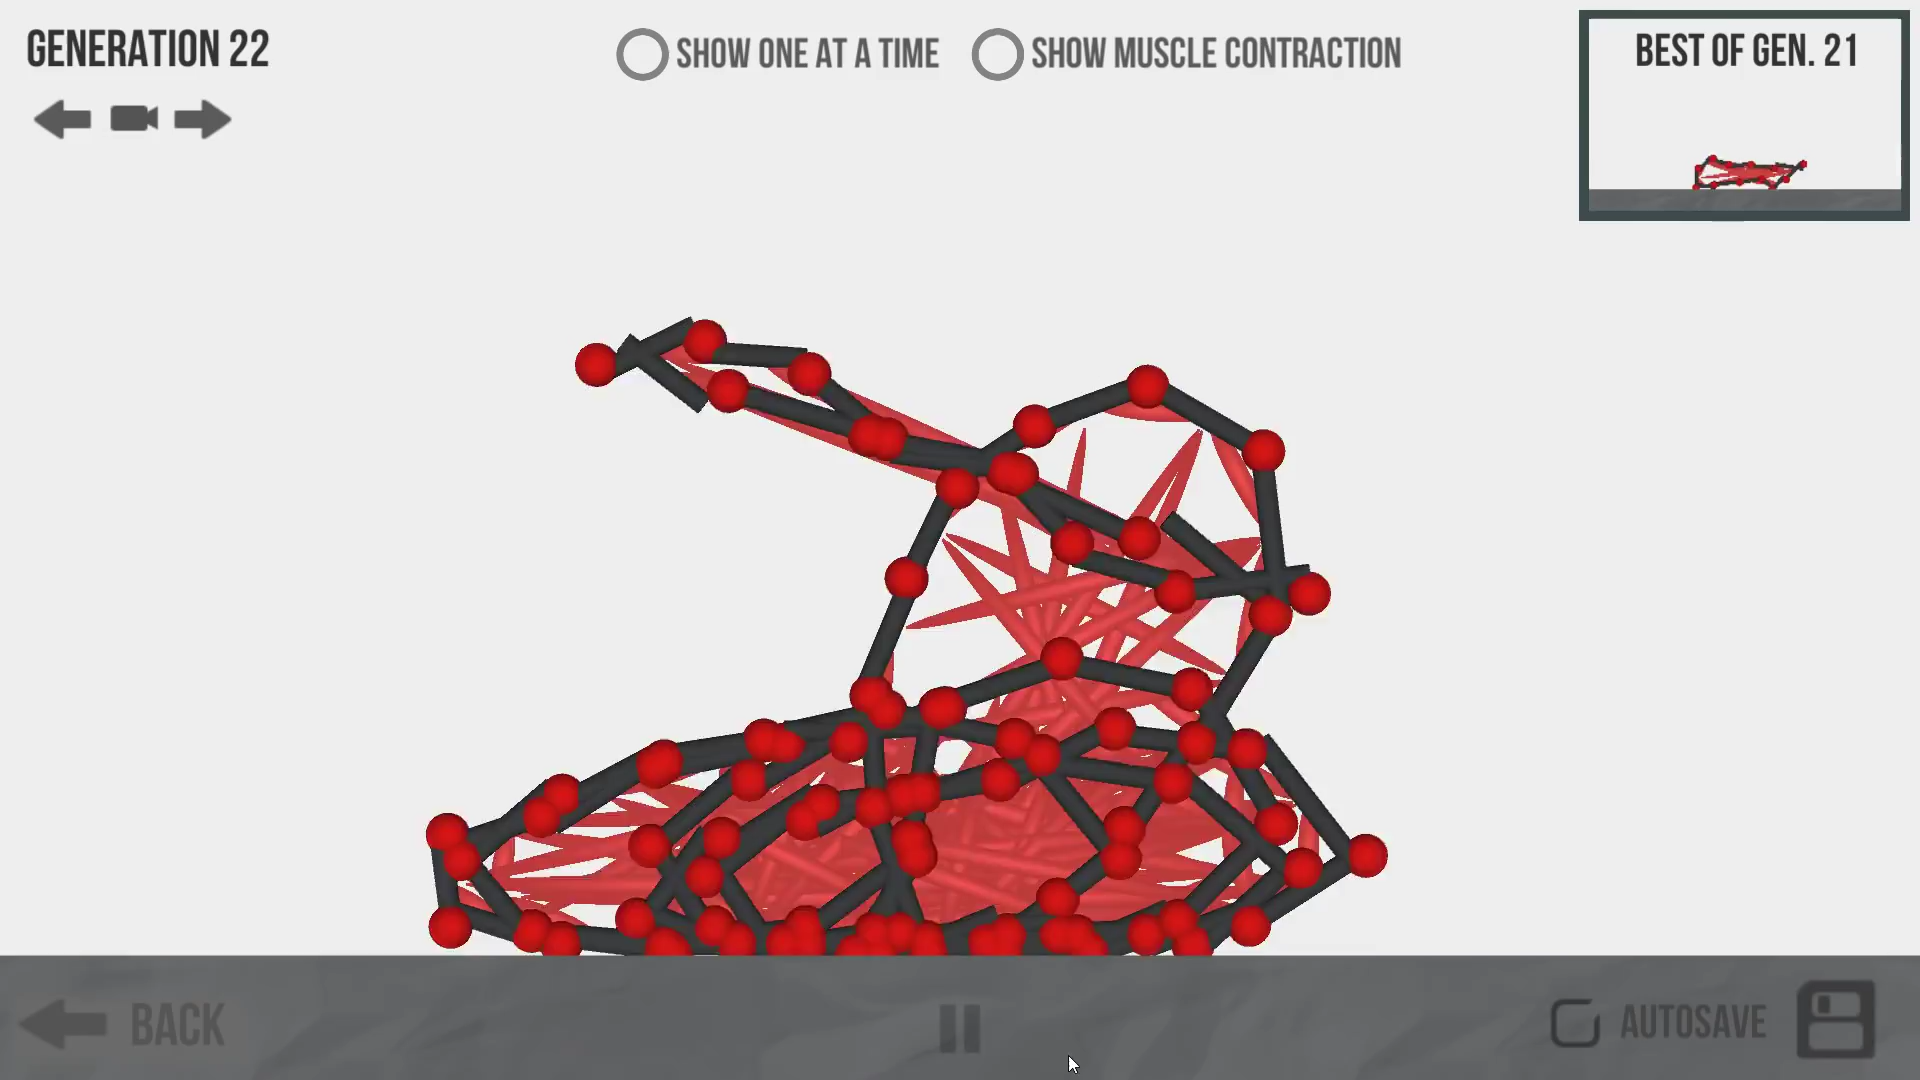 GENERATION 22
SHOW ONE AT A TIME
SHOW MUSCLE CONTRACTION
BEST OF GEN. 21
BACK
AUTOSAVE